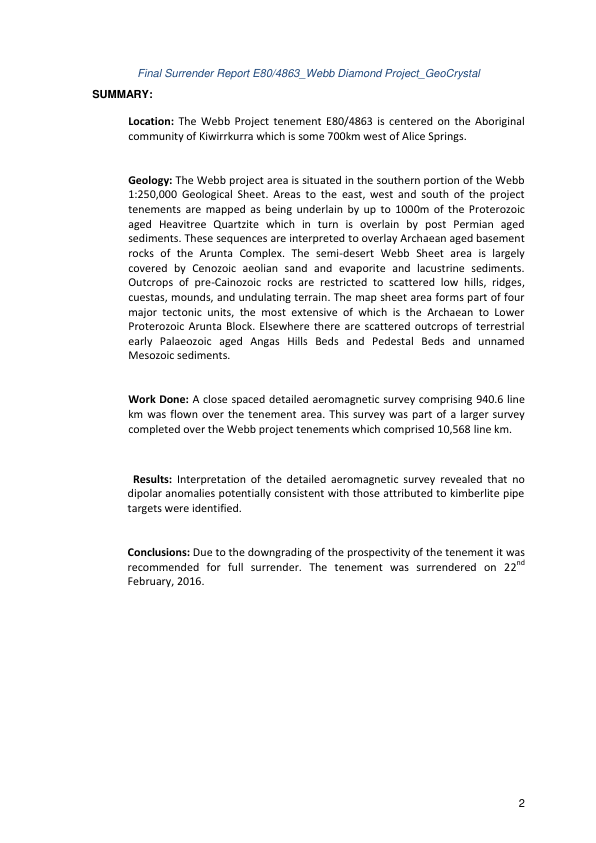 Final Surrender Report E80/4863_Webb Diamond Project_GeoCrystal
SUMMARY:
Location: The Webb Project tenement E80/4863 is centered on the Aboriginal
community of Kiwirrkurra which is some 700km west of Alice Springs.
Geology: The Webb project area is situated in the southern portion of the Webb
1:250,000 Geological Sheet. Areas to the east, west and south of the project
tenements are mapped as being underlain by up to 1000m of the Proterozoic
aged Heavitree Quartzite which in turn is overlain by post Permian aged
sediments. These sequences are interpreted to overlay Archaean aged basement
rocks of the Arunta Complex. The semi-desert Webb Sheet area is largely
covered by Cenozoic aeolian sand and evaporite and lacustrine sediments.
Outcrops of pre-Cainozoic rocks are restricted to scattered low hills, ridges,
cuestas, mounds, and undulating terrain. The map sheet area forms part of four
major tectonic units, the most extensive of which is the Archaean to Lower
Proterozoic Arunta Block. Elsewhere there are scattered outcrops of terrestrial
early Palaeozoic aged Angas Hills Beds and Pedestal Beds and unnamed
Mesozoic sediments.
Work Done: A close spaced detailed aeromagnetic survey comprising 940.6 line
km was flown over the tenement area. This survey was part of a larger survey
completed over the Webb project tenements which comprised 10,568 line km.
Results: Interpretation of the detailed aeromagnetic survey revealed that no
dipolar anomalies potentially consistent with those attributed to kimberlite pipe
targets were identified.
Conclusions: Due to the downgrading of the prospectivity of the tenement it was
recommended for full surrender. The tenement was surrendered on 22nd
February, 2016.
2